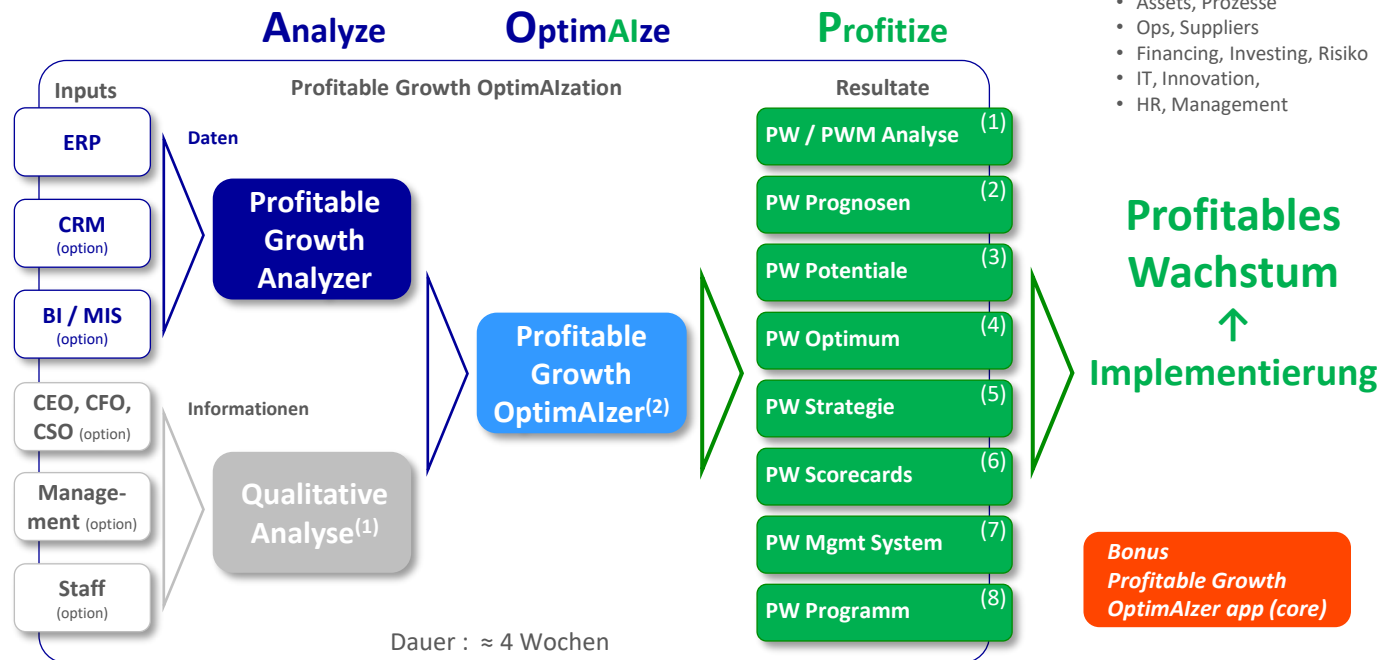 Analyze OptimAIze Profitize
• Assets, Prozesse
• Ops, Suppliers
• Financing, Investing, Risiko
• IT, Innovation,
• HR, Management
Inputs
Profitable Growth OptimAIzation
Resultate
ERP
CRM
(option)
BI / MIS
(option)
CEO, CFO,
CSO (option)
Manage-
ment (option)
Staff
(option)
Daten
Informationen
Profitable
Growth
Analyzer
Qualitative
Analyse(1)
Profitable
Growth
OptimAIzer(2)
PW / PWM Analyse (1)
PW Prognosen (2)
PW Potentiale (3)
PW Optimum (4)
PW Strategie (5)
PW Scorecards (6)
PW Mgmt System (7)
PW Programm (8)
Profitables
Wachstum
↑
Implementierung
Bonus
Profitable Growth
OptimAIzer app (core)
Dauer : ≈ 4 Wochen